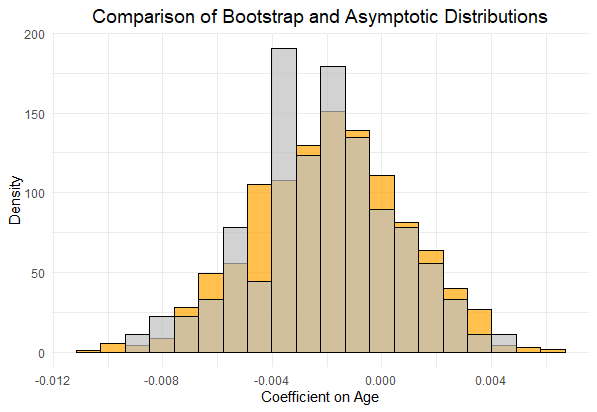 Comparison of Bootstrap and Asymptotic Distributions
200
150
100
50
0
Density
-0.012 -0.008 -0.004 0.000 0.004
Coefficient on Age